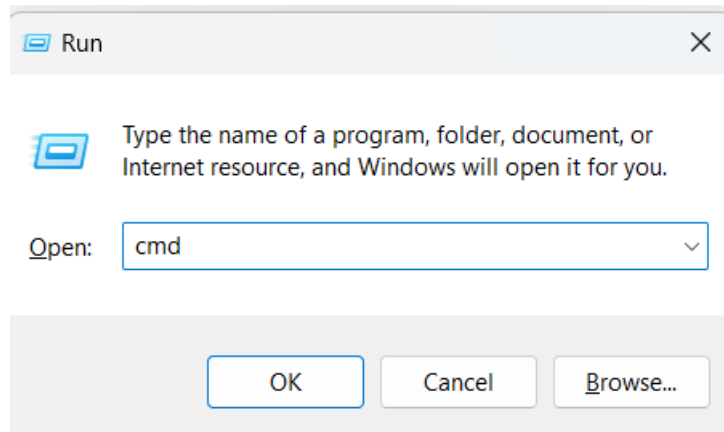 Run
Type the name of a program, folder, document, or
Internet resource, and Windows will open it for you.
Open: cmd
OK Cancel Browse...